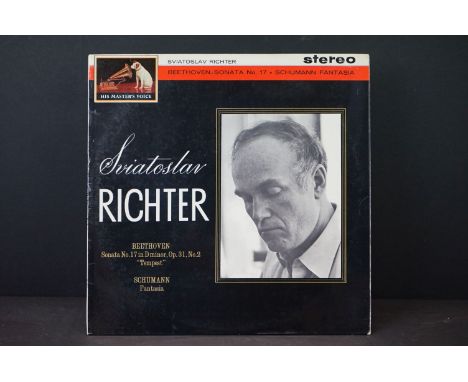 SVIATOSLAV RICHTER
stereo
BEETHOVEN: SONATA No. 17 • SCHUMANN FANTASIA
HIS MASTER'S VOICE
Sviatoslav
RICHTER
BEETHOVEN
Sonata No. 17 in D minor, Op. 31, No. 2
"Tempest"
SCHUMANN
Fantasia